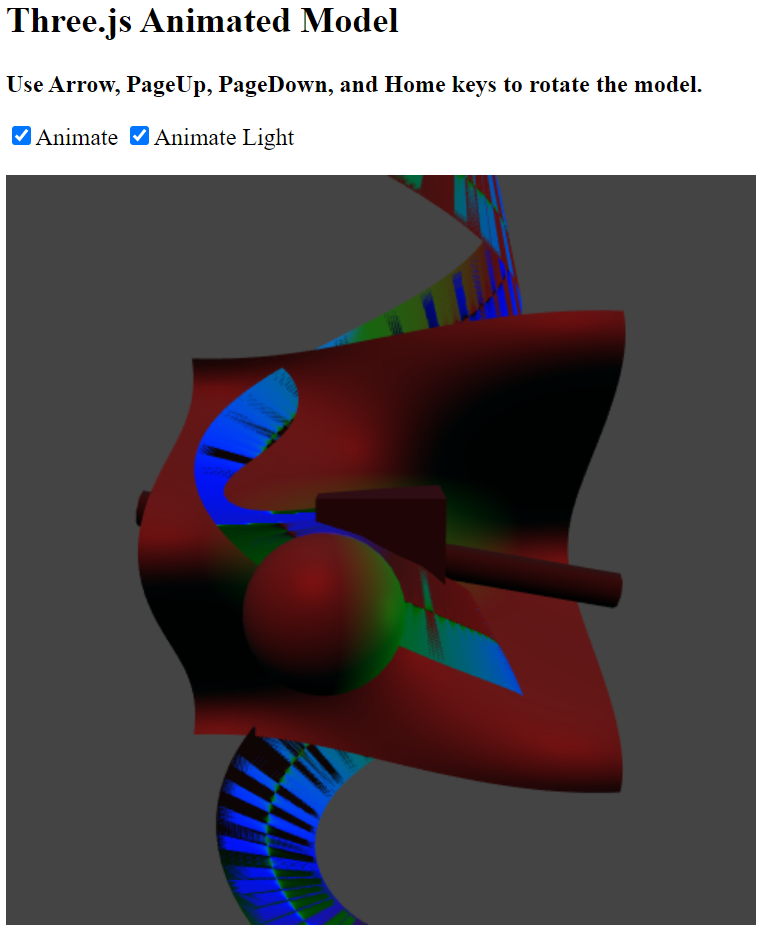 Three.js Animated Model
Use Arrow, PageUp, PageDown, and Home keys to rotate the model.
Animate Animate Light